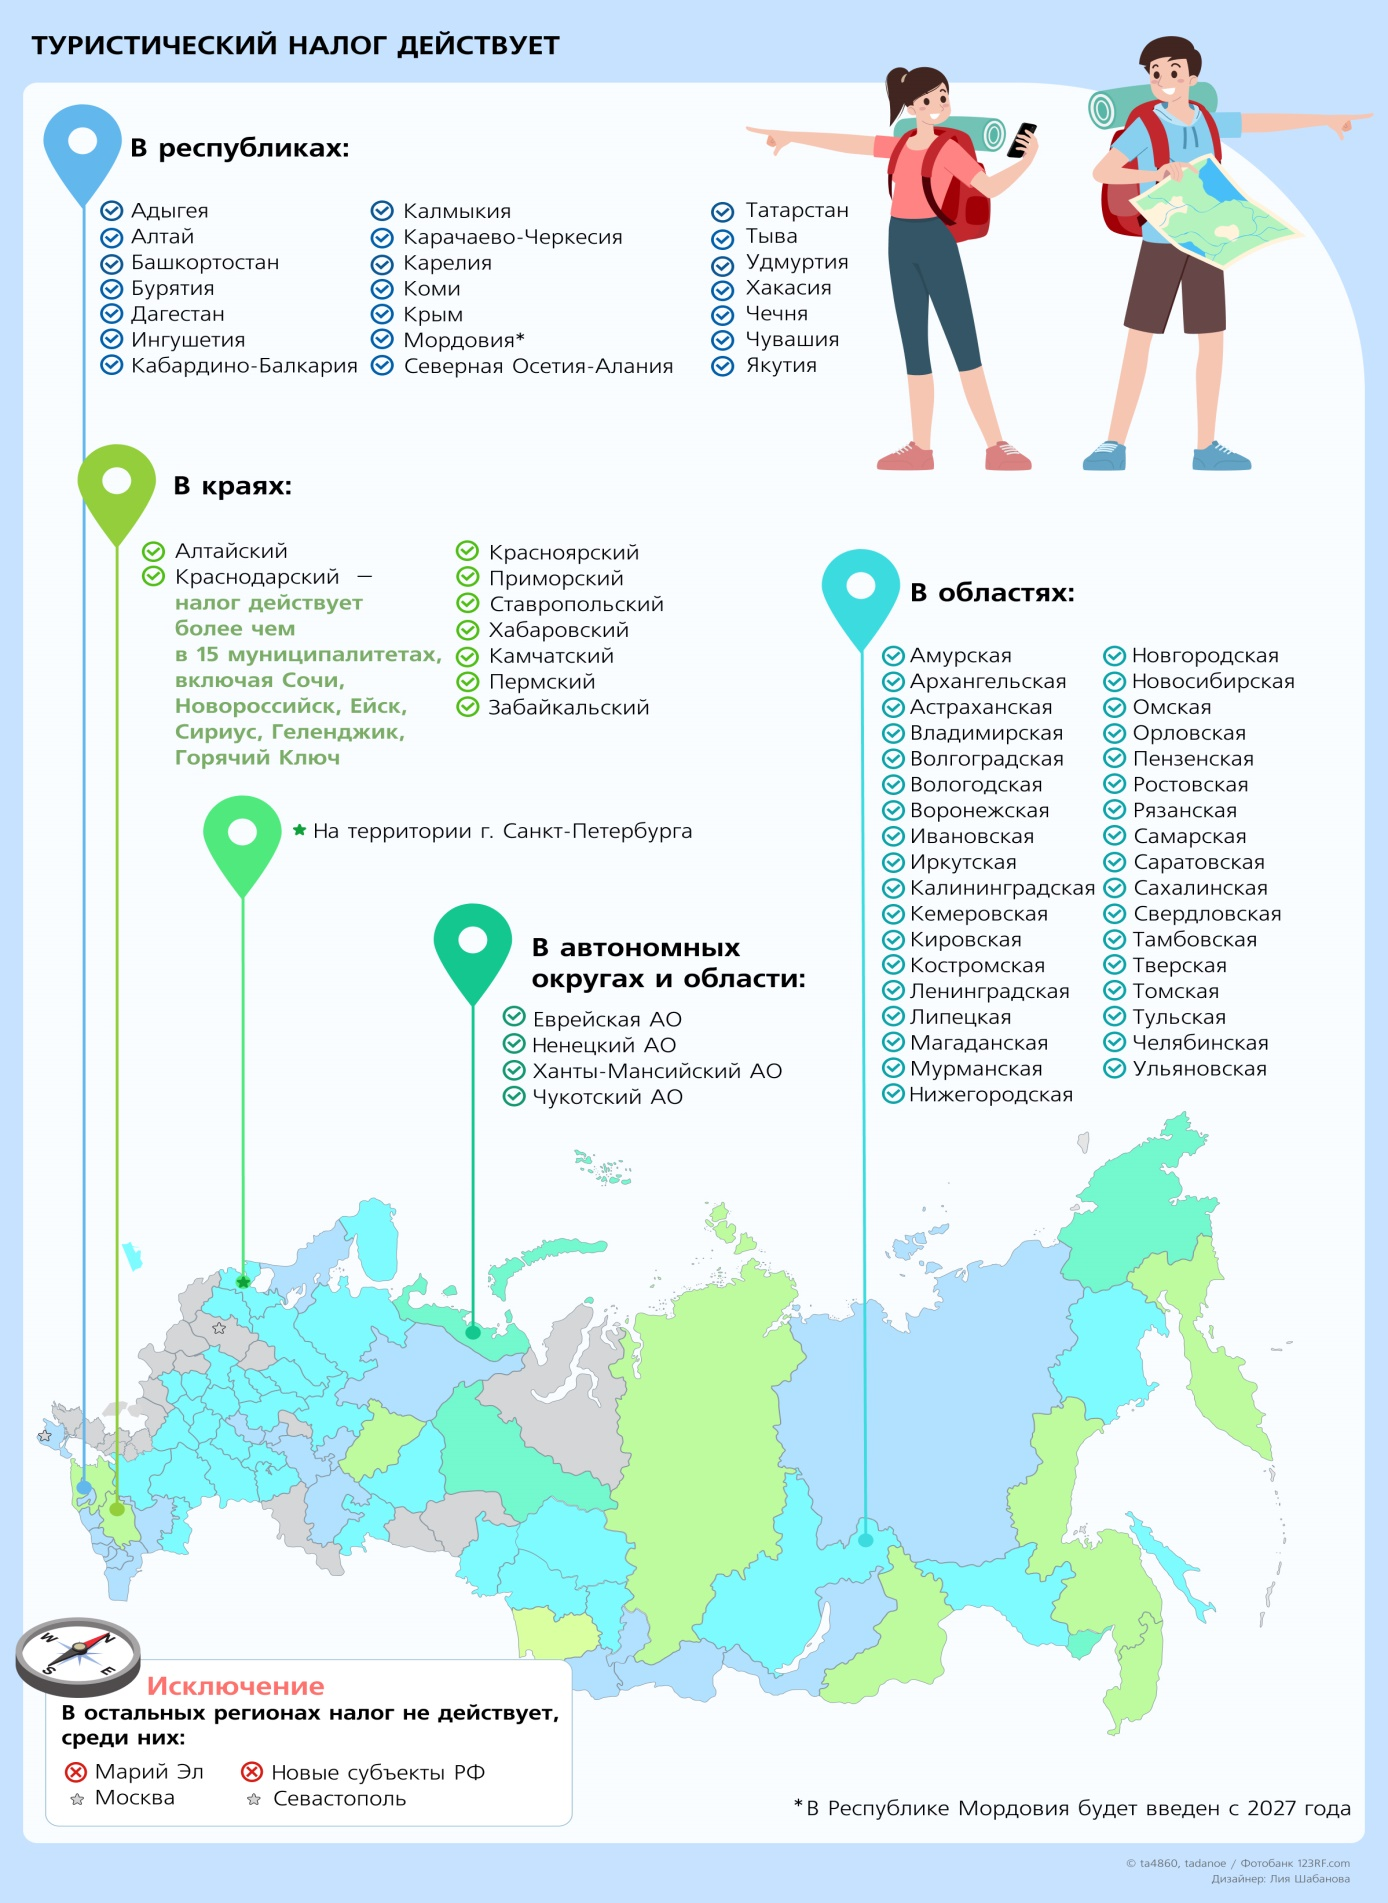 ТУРИСТИЧЕСКИЙ НАЛОГ ДЕЙСТВУЕТ
В республиках:
Адыгея
Алтай
Башкортостан
Бурятия
Дагестан
Ингушетия
Кабардино-Балкария
Калмыкия
Карачаево-Черкесия
Карелия
Коми
Крым
Мордовия*
Северная Осетия-Алания
Татарстан
Тыва
Удмуртия
Хакасия
Чечня
Чувашия
Якутия
В краях:
Алтайский
Краснодарский –
налог действует
более чем
в 15 муниципалитетах,
включая Сочи,
Новороссийск, Ейск,
Сириус, Геленджик,
Горячий Ключ
Красноярский
Приморский
Ставропольский
Хабаровский
Камчатский
Пермский
Забайкальский
На территории г. Санкт-Петербурга
В автономных
округах и области:
Еврейская АО
Ненецкий АО
Ханты-Мансийский АО
Чукотский АО
В областях:
Амурская
Архангельская
Астраханская
Владимирская
Волгоградская
Вологодская
Воронежская
Ивановская
Иркутская
Калининградская
Кемеровская
Кировская
Костромская
Ленинградская
Липецкая
Магаданская
Мурманская
Нижегородская
Новгородская
Новосибирская
Омская
Орловская
Пензенская
Ростовская
Рязанская
Самарская
Саратовская
Сахалинская
Свердловская
Тамбовская
Тверская
Томская
Тульская
Челябинская
Ульяновская
W N
S E
Исключение
В остальных регионах налог не действует,
среди них:
Марий Эл
Москва
Новые субъекты РФ
Севастополь
*В Республике Мордовия будет введен с 2027 года
© ta4860, tadanoe / Фотобанк 123RF.com
Дизайнер: Лия Шабанова